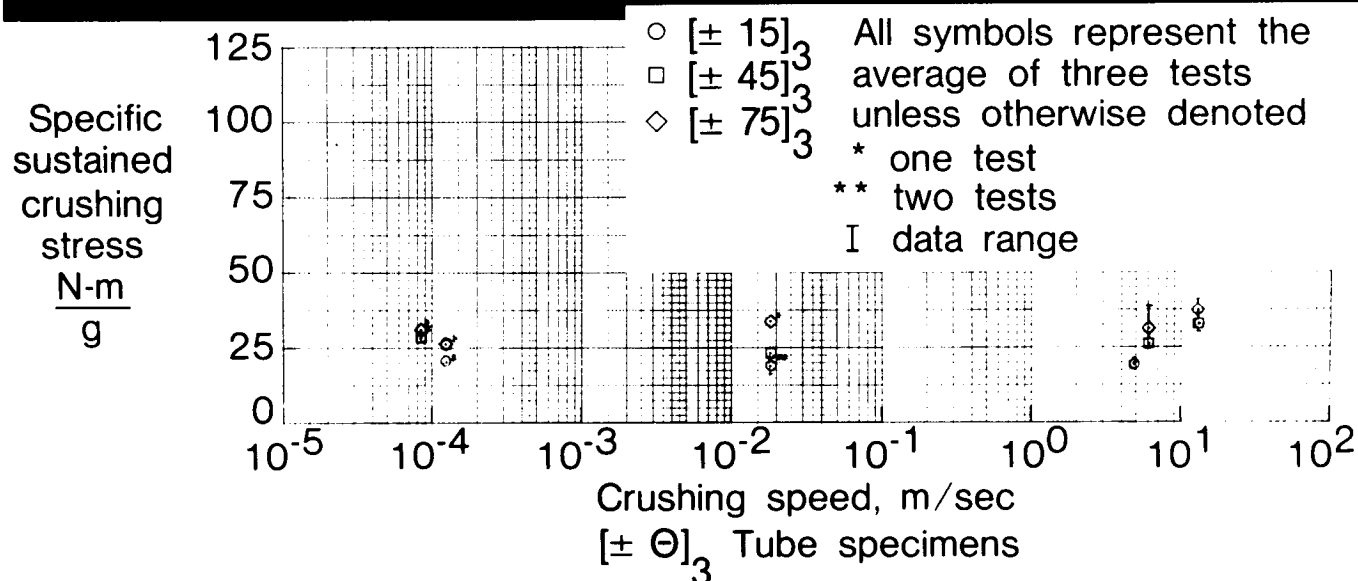 125
100
75
50
25
0
Specific
sustained
crushing
stress
N-m
g
○ [± 15]3 All symbols represent the
□ [± 45]3 average of three tests
◇ [± 75]3 unless otherwise denoted
* one test
** two tests
I data range
10-5 10-4 10-3 10-2 10-1 100 101 102
Crushing speed, m/sec
[± Θ]3 Tube specimens